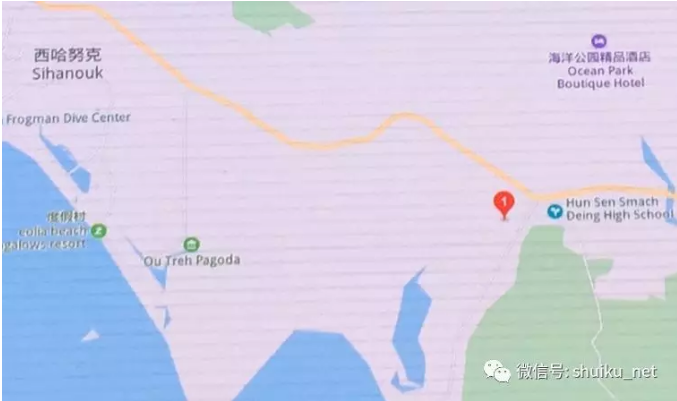 西哈努克
Sihanouk
海洋公园精品酒店
Ocean Park
Boutique Hotel
Frogman Dive Center
1
Hun Sen Smach
Deing High School
度假村
beach
resort
Ou Treh Pagoda
微信号: shuiku_net